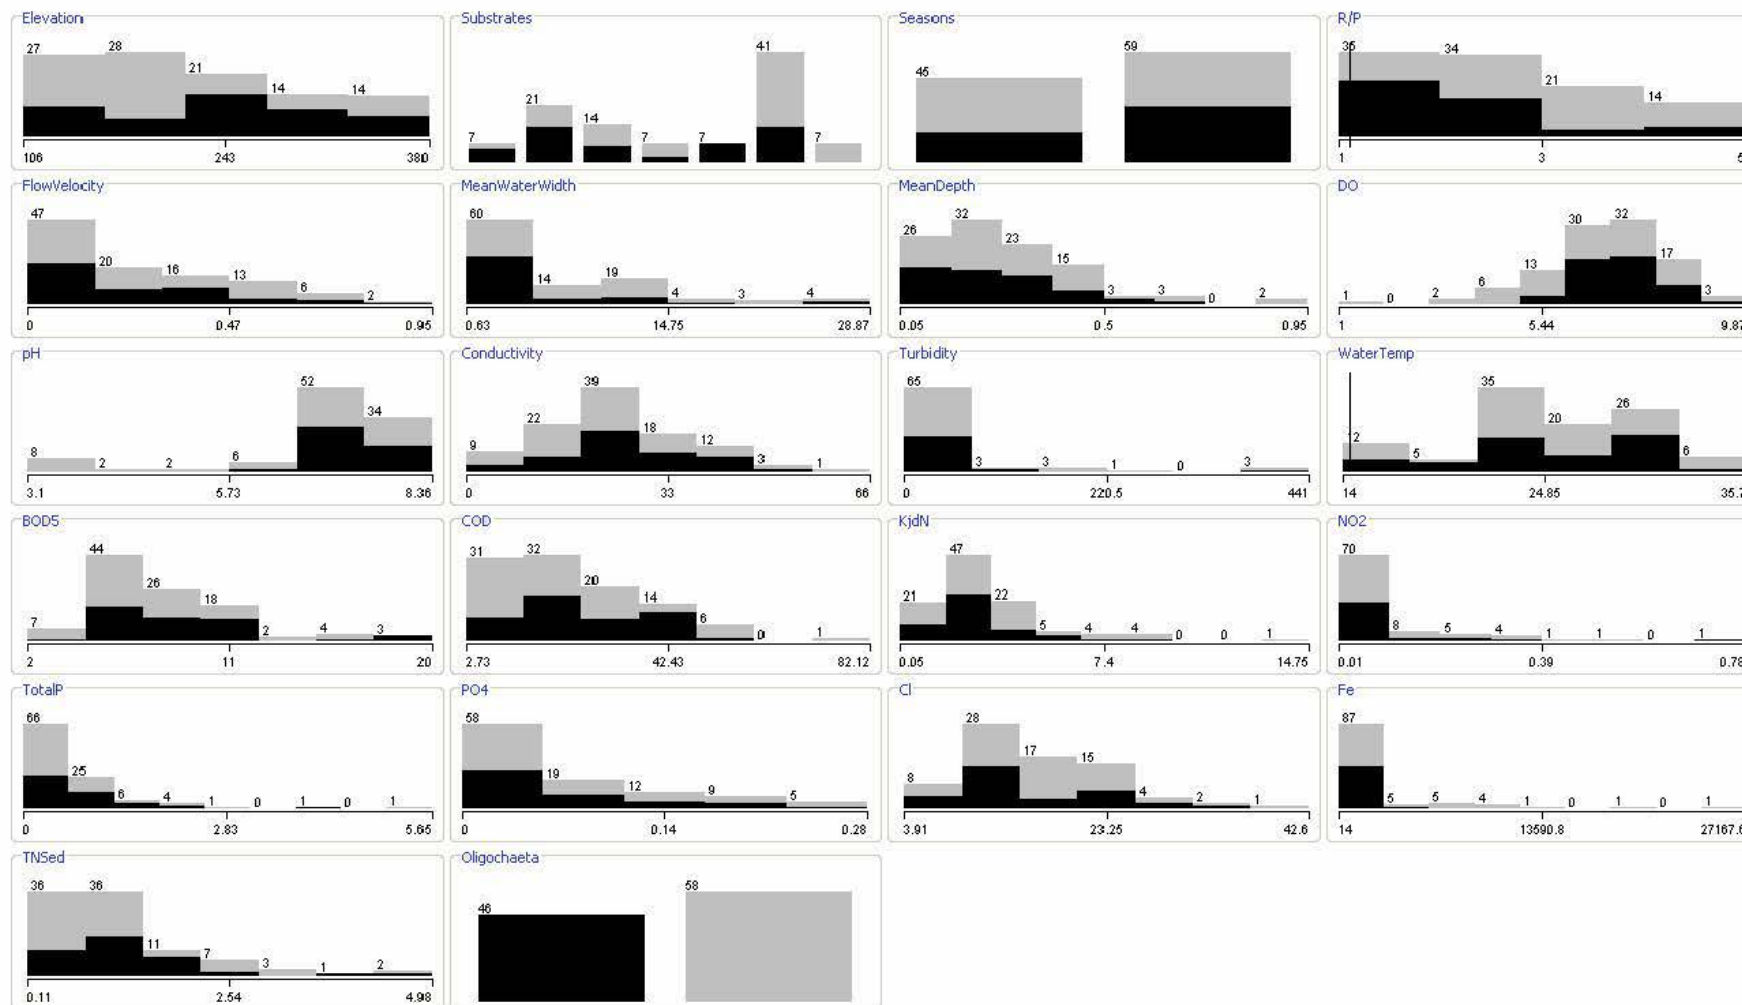 Elevation
27 28 21 14 14
106 243 380
Substrates
7 21 14 7 7 41 7
Seasons
45 59
R/P
35 34 21 14
1 3 5
FlowVelocity
47 20 16 13 6 2
0 0.47 0.95
MeanWaterWidth
60 14 19 4 3 4
0.63 14.75 28.87
MeanDepth
26 32 23 15 3 3 0 2
0.05 0.5 0.95
DO
1 0 2 6 13 30 32 17 3
1 5.44 9.87
pH
8 2 2 6 52 34
3.1 5.73 8.36
Conductivity
9 22 39 18 12 3 1
0 33 66
Turbidity
65 3 3 1 0 3
0 220.5 441
WaterTemp
12 5 35 20 26 6
14 24.85 35.7
BOD5
7 44 26 18 2 4 3
2 11 20
COD
31 32 20 14 6 0 1
2.73 42.43 82.12
KjdN
21 47 22 5 4 4 0 0 1
0.05 7.4 14.75
NO2
70 8 5 4 1 1 0 1
0.01 0.39 0.78
TotalP
66 25 6 4 1 0 1 0 1
0 2.83 5.65
PO4
58 19 12 9 5
0 0.14 0.28
Cl
8 28 17 15 4 2 1
3.91 23.25 42.6
Fe
87 5 5 4 1 0 1 0 1
14 13590.8 27167.6
TNSed
36 36 11 7 3 1 2
0.11 2.54 4.98
Oligochaeta
46 58